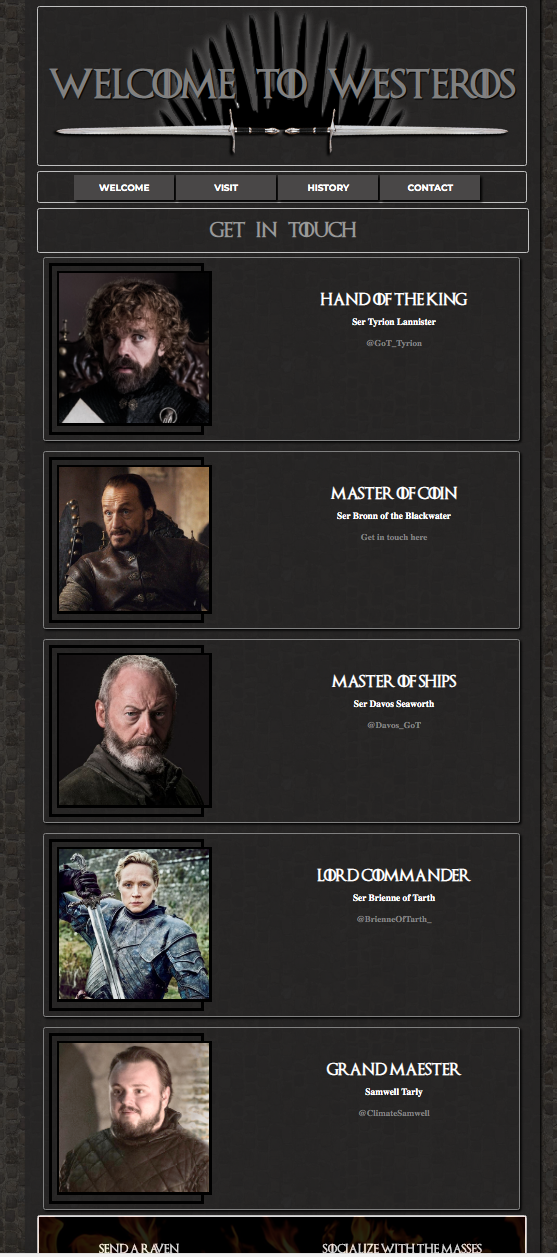 WELCOME TO WESTEROS
WELCOME VISIT HISTORY CONTACT
GET IN TOUCH
HAND OF THE KING
Ser Tyrion Lannister
@GoT_Tyrion
MASTER OF COIN
Ser Bronn of the Blackwater
Get in touch here
MASTER OF SHIPS
Ser Davos Seaworth
@Davos_GoT
LORD COMMANDER
Ser Brienne of Tarth
@BrienneOfTarth_
GRAND MAESTER
Samwell Tarly
@ClimateSamwell
SEND A RAVEN SOCIALIZE WITH THE MASSES